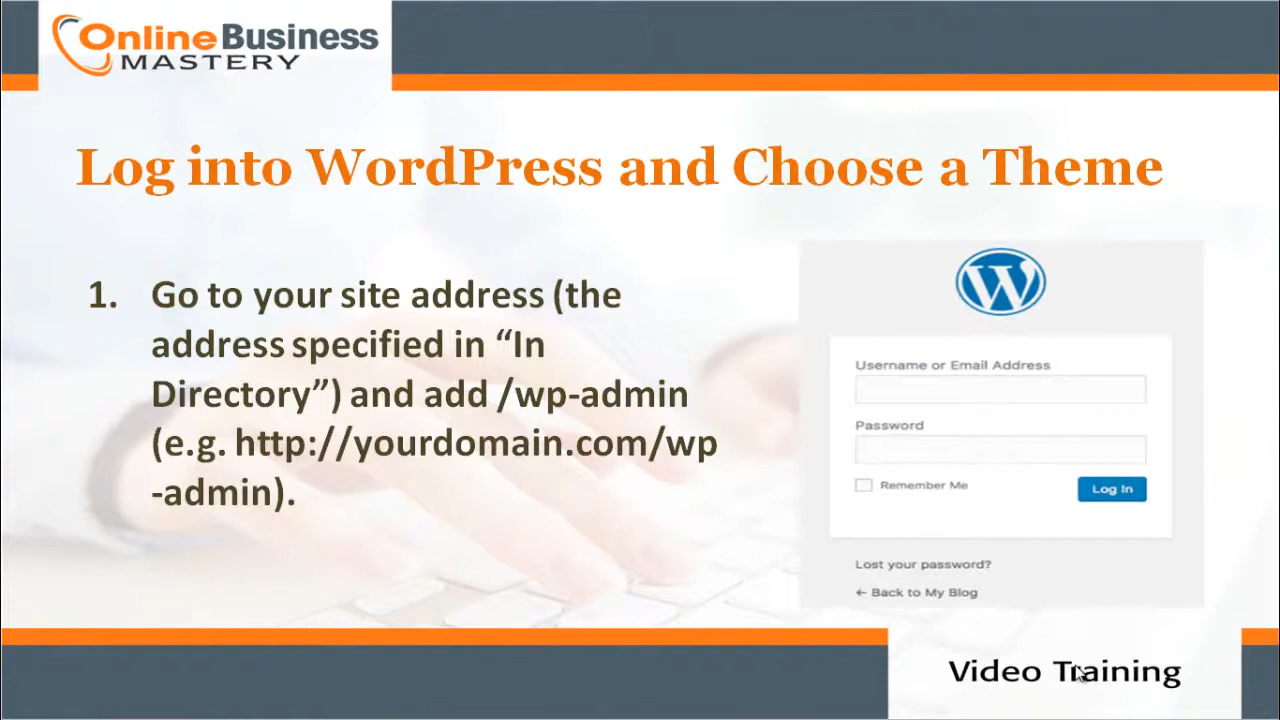 Online Business
MASTERY
Log into WordPress and Choose a Theme
1. Go to your site address (the
address specified in “In
Directory”) and add /wp-admin
(e.g. http://yourdomain.com/wp
-admin).
W
Username or Email Address
Password
Remember Me
Log In
Lost your password?
← Back to My Blog
Video Training